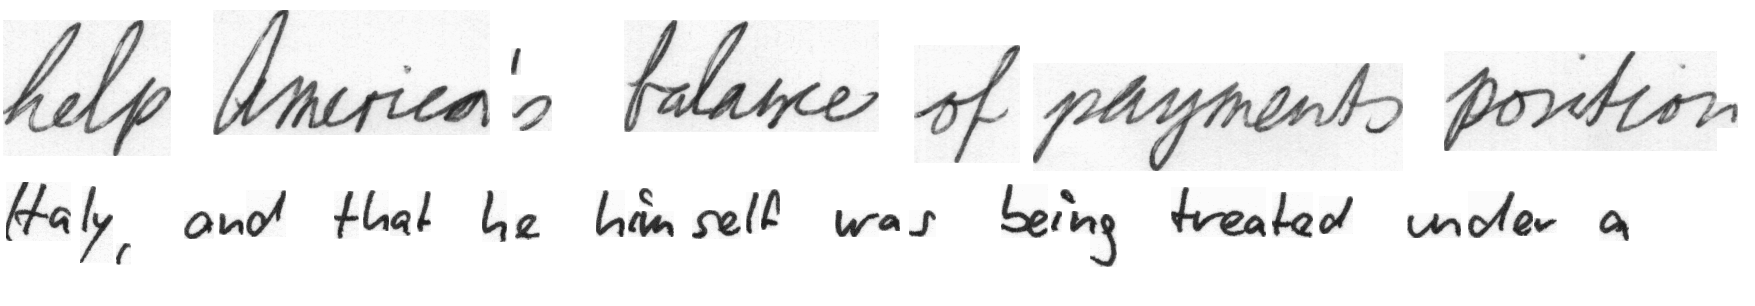 help America's balance of payments position
Italy, and that he himself was being treated under a